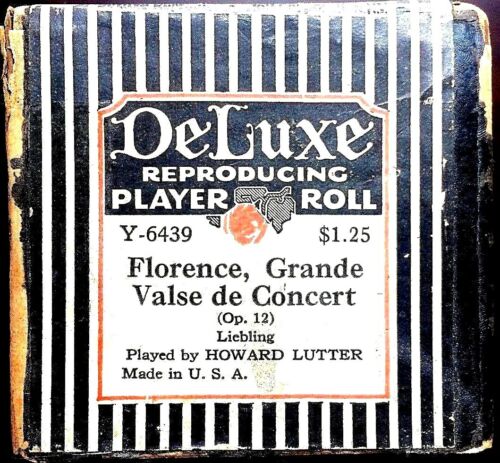 DeLuxe
REPRODUCING
PLAYER ROLL
Y-6439 $1.25
Florence, Grande
Valse de Concert
(Op. 12)
Liebling
Played by HOWARD LUTTER
Made in U. S. A.